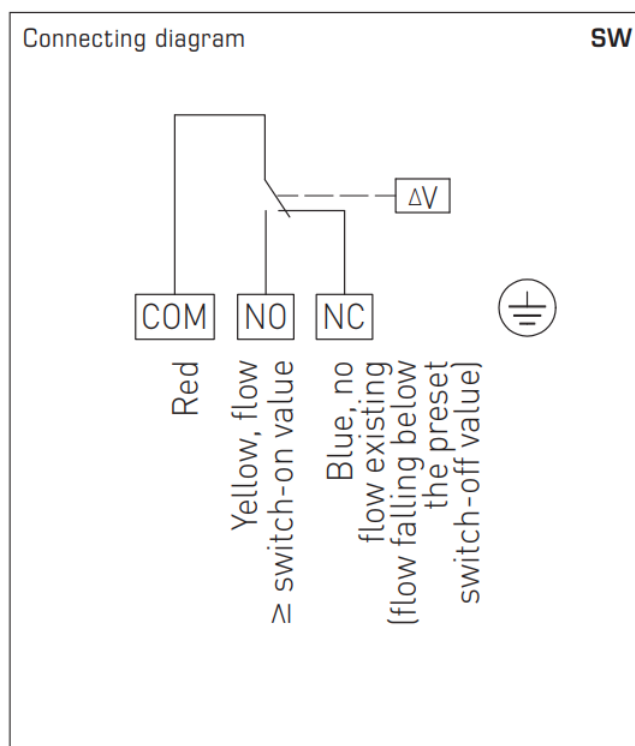 Connecting diagram
SW
ΔV
COM
NO
NC
Red
Yellow, flow
≥ switch-on value
Blue, no
flow existing
(flow falling below
the preset
switch-off value)